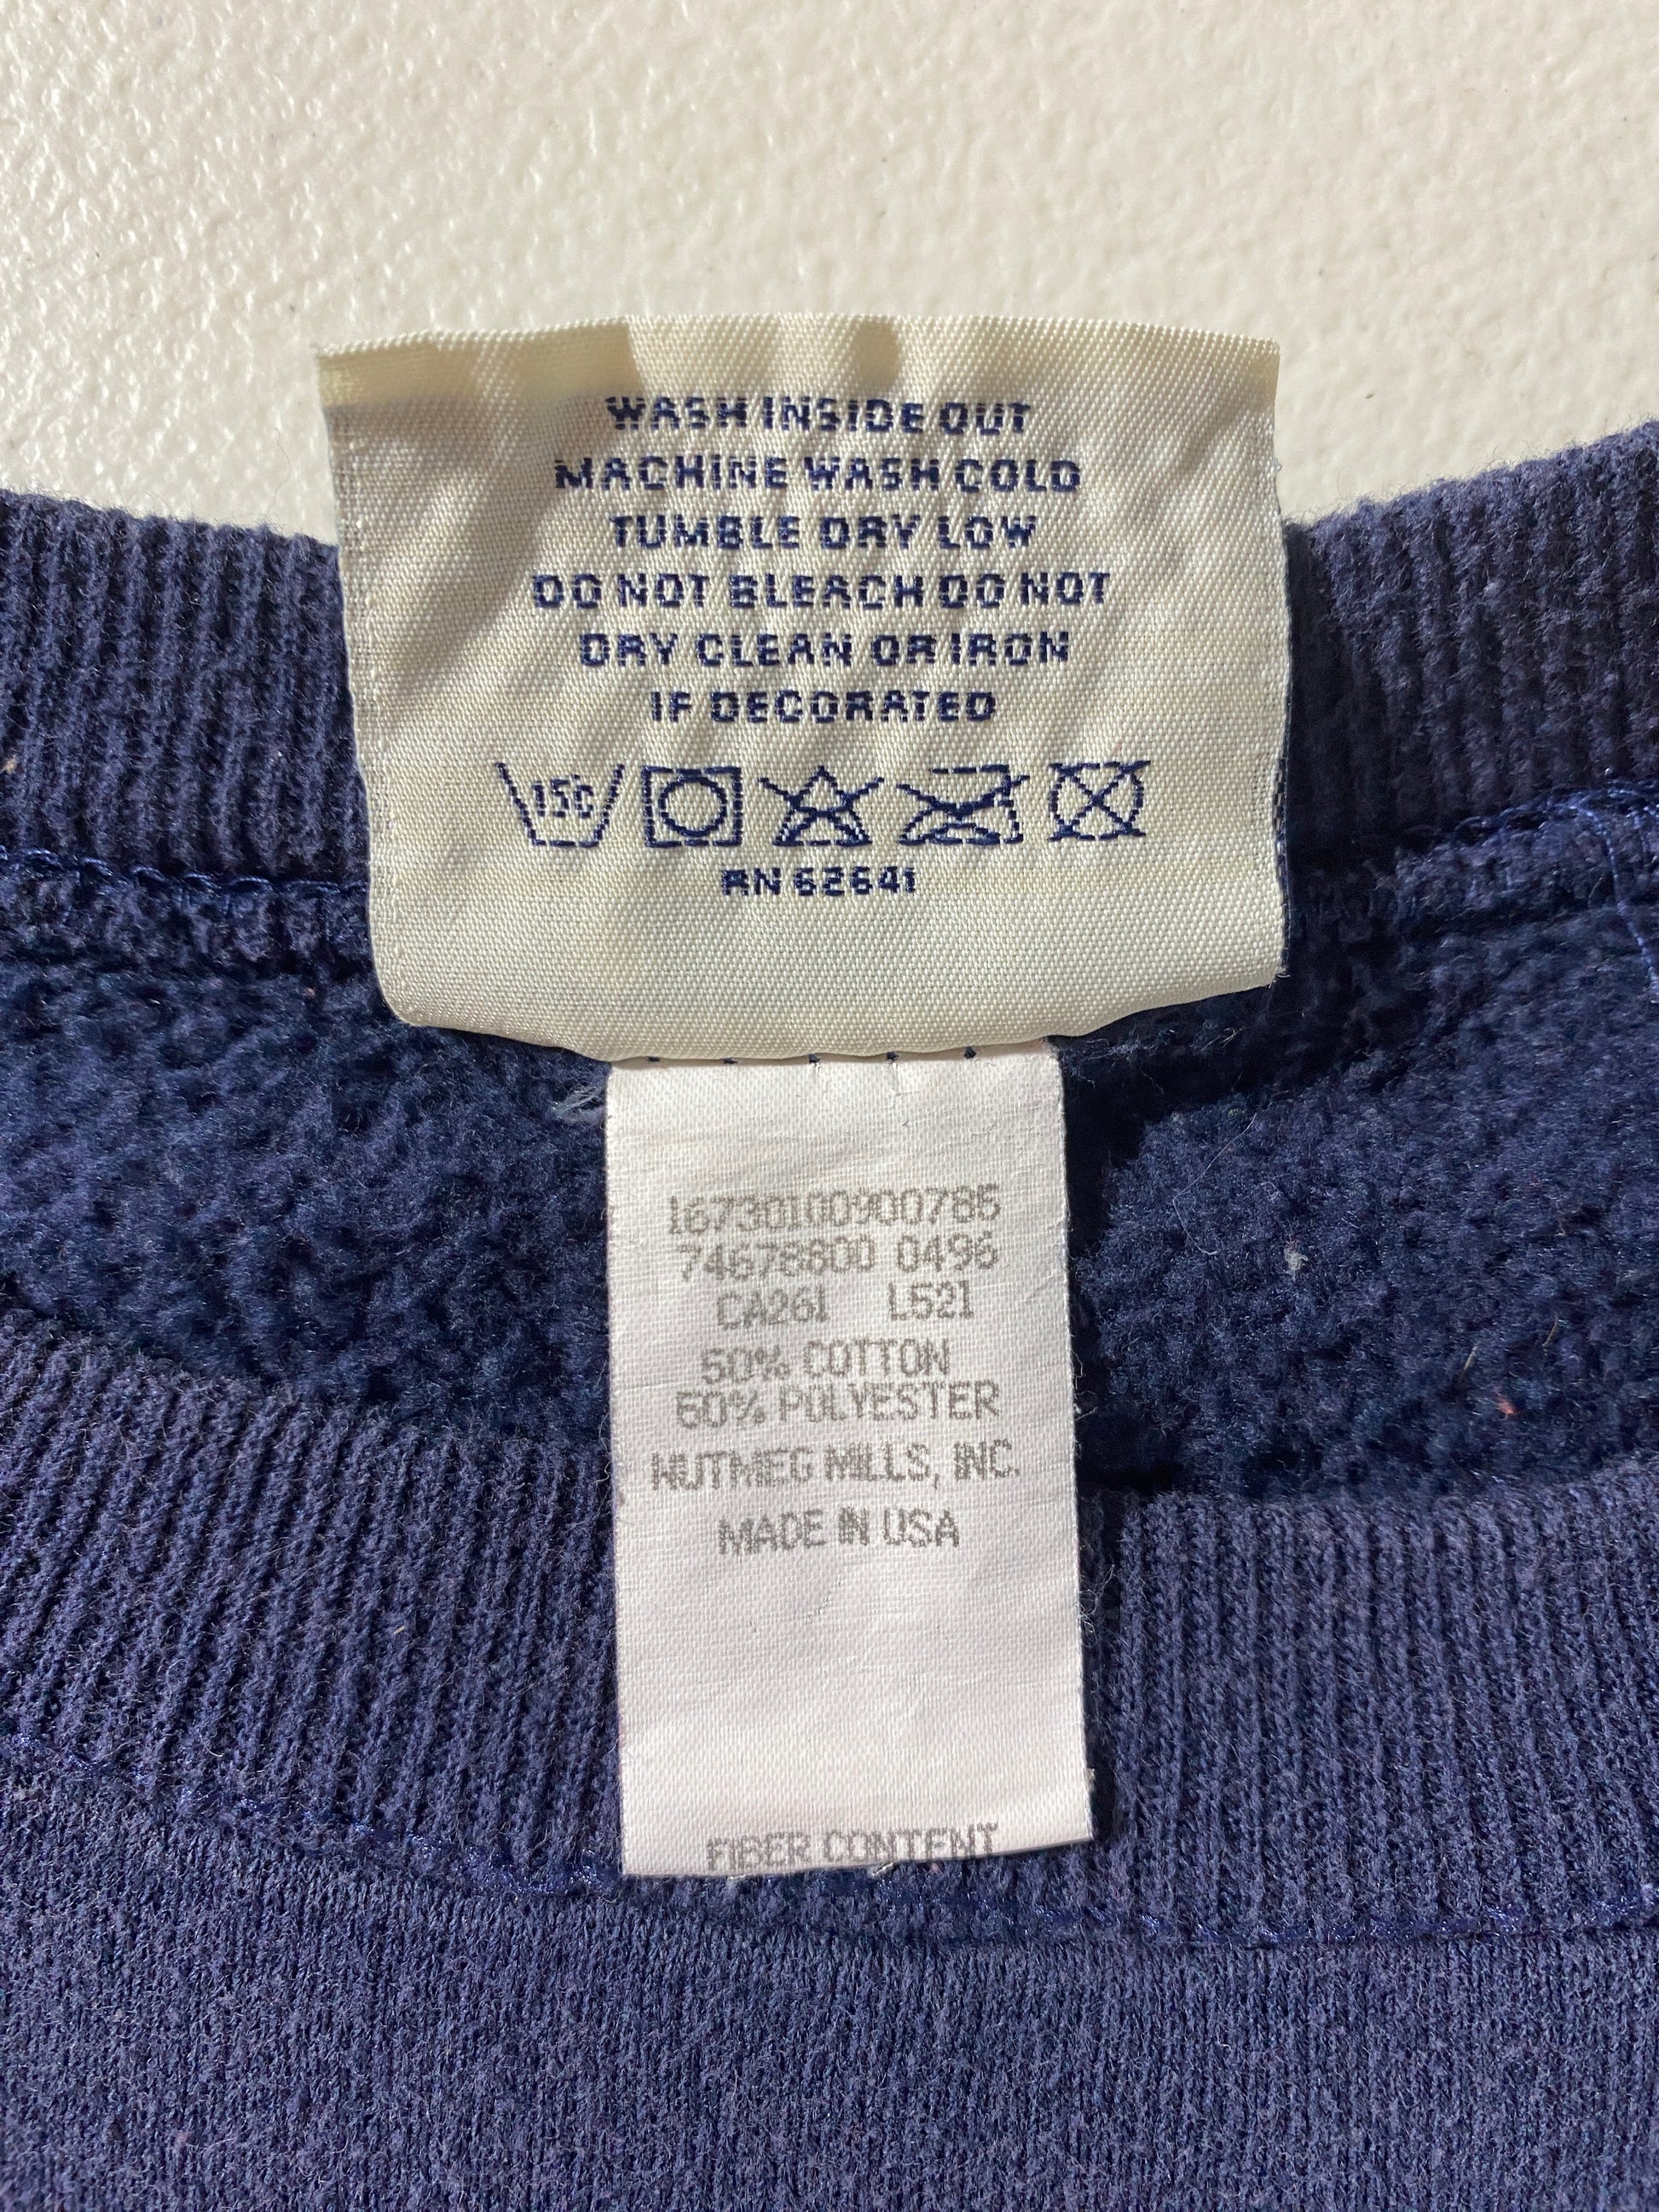 WASH INSIDE OUT
MACHINE WASH COLD
TUMBLE DRY LOW
DO NOT BLEACH DO NOT
DRY CLEAN OR IRON
IF DECORATED
150
RN 62641
16730100900785
74678800 0496
CA261 L521
50% COTTON
50% POLYESTER
NUTMEG MILLS, INC.
MADE IN USA
FIBER CONTENT